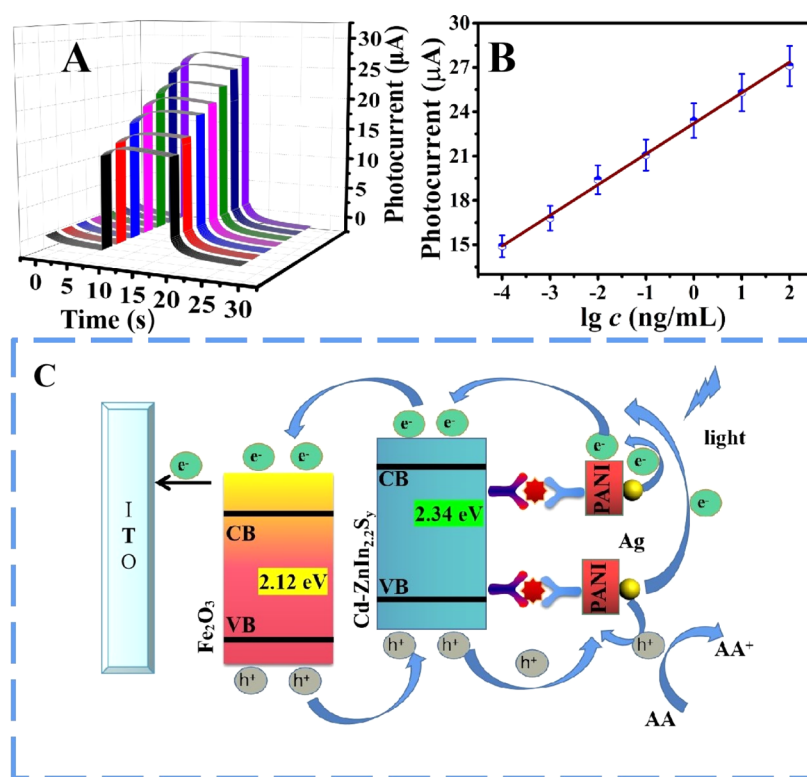 A
Photocurrent (μA)
30
25
20
15
10
5
0
0 5 10 15 20 25 30
Time (s)
B
Photocurrent (μA)
30
27
24
21
18
15
-4 -3 -2 -1 0 1 2
lg c (ng/mL)
C
ITO
e-
e- e-
CB
2.12 eV
VB
Fe2O3
h+ h+
e- e-
CB
2.34 eV
VB
Cd-ZnIn2.2Sy
h+ h+
h+
e- e-
PANI
Ag
PANI
light
e-
h+
AA+
AA